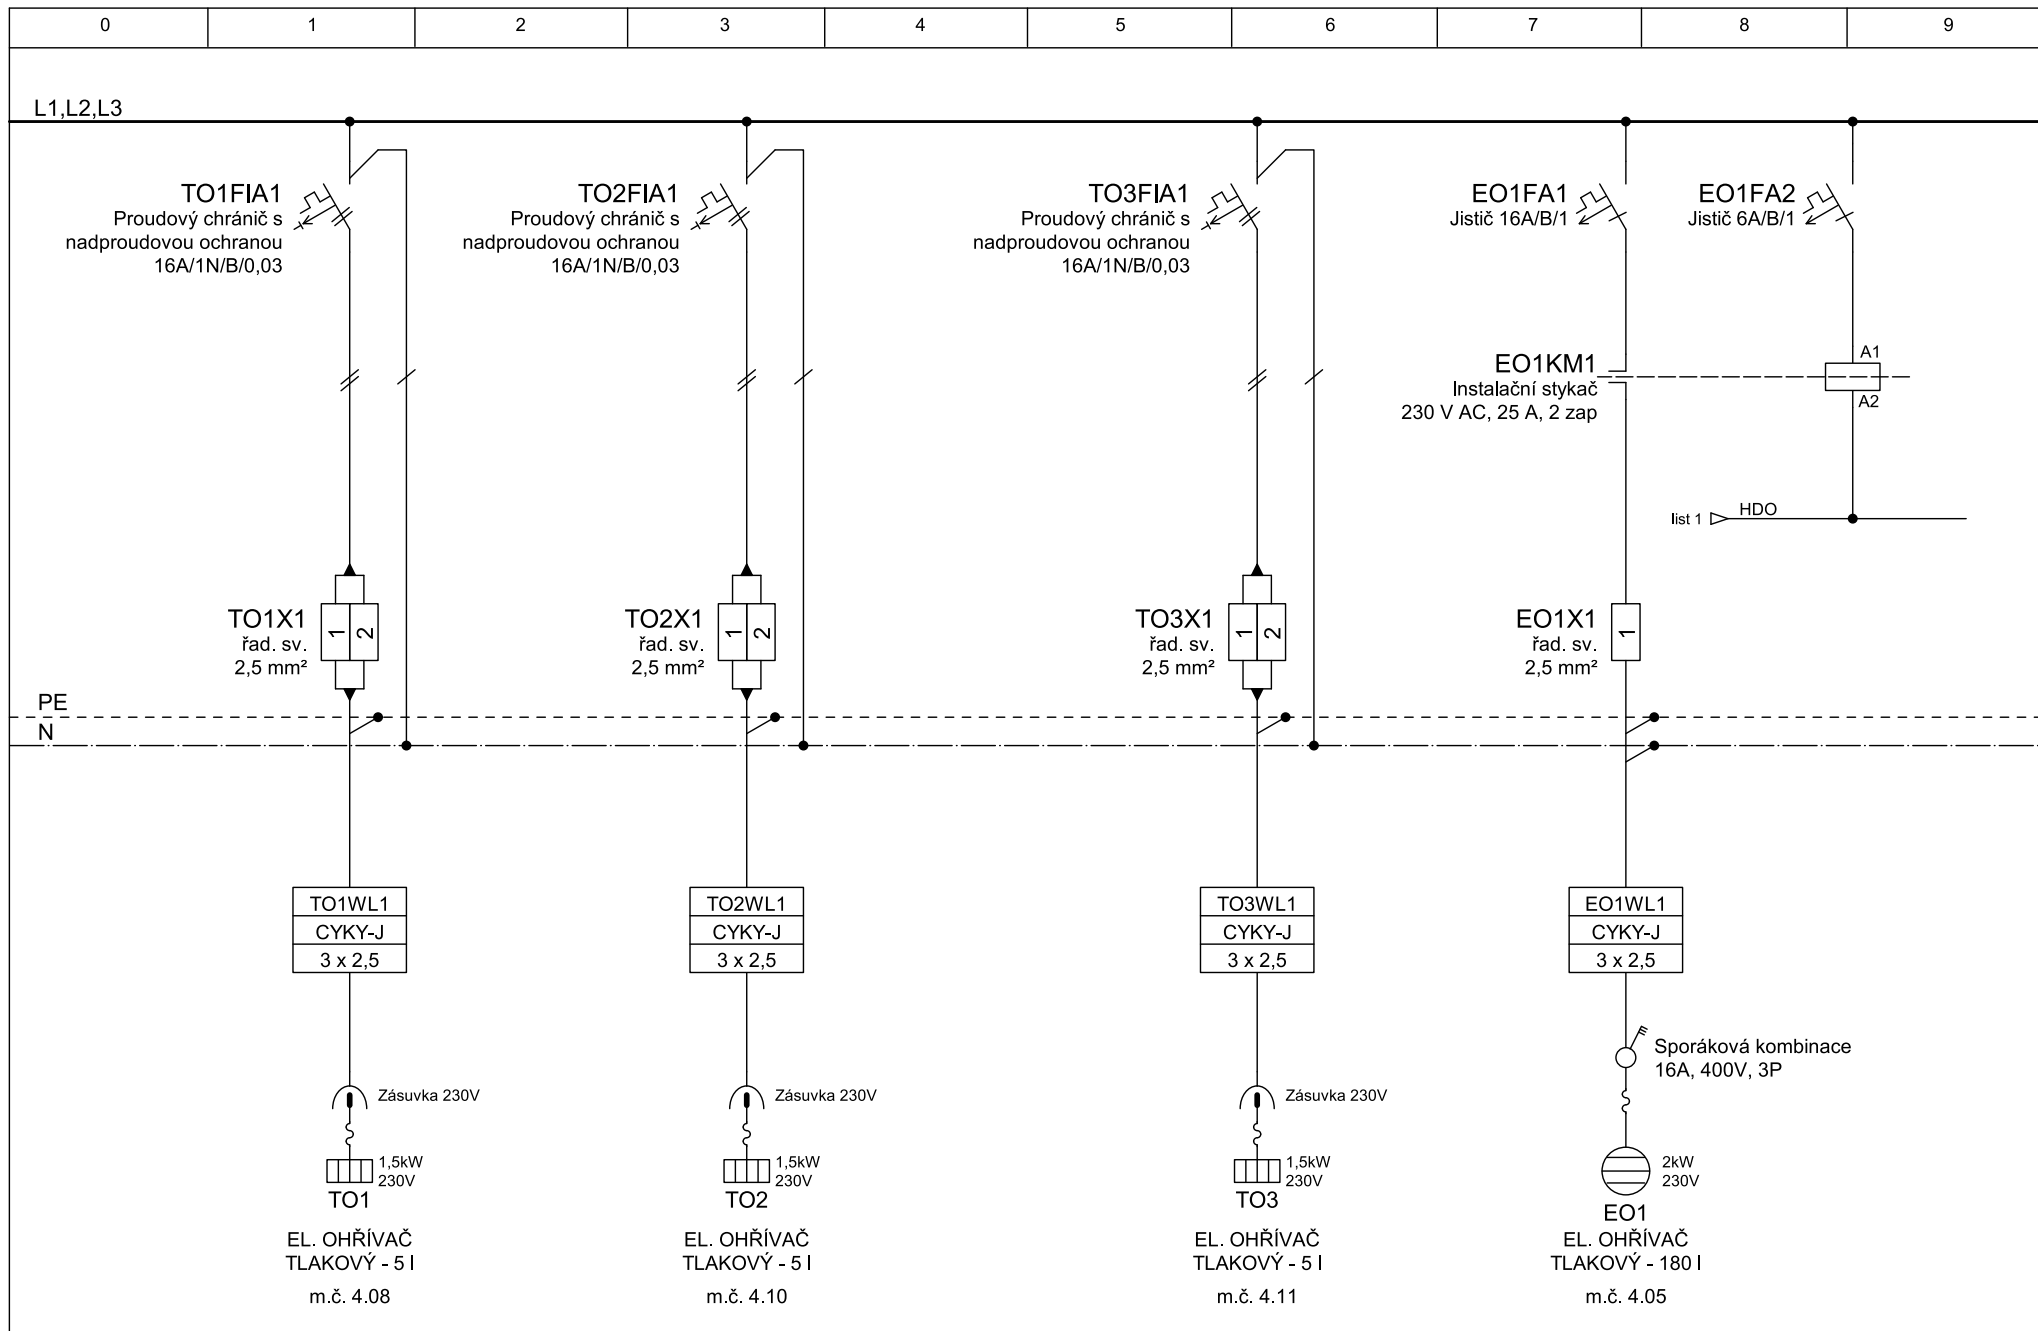 0 1 2 3 4 5 6 7 8 9
L1,L2,L3
TO1FIA1
Proudový chránič s
nadproudovou ochranou
16A/1N/B/0,03
TO2FIA1
Proudový chránič s
nadproudovou ochranou
16A/1N/B/0,03
TO3FIA1
Proudový chránič s
nadproudovou ochranou
16A/1N/B/0,03
EO1FA1
Jistič 16A/B/1
EO1FA2
Jistič 6A/B/1
EO1KM1
Instalační stykač
230 V AC, 25 A, 2 zap
A1
A2
list 1
HDO
TO1X1
řad. sv.
2,5 mm²
1 2
TO2X1
řad. sv.
2,5 mm²
1 2
TO3X1
řad. sv.
2,5 mm²
1 2
EO1X1
řad. sv.
2,5 mm²
1
PE
N
TO1WL1
CYKY-J
3 x 2,5
TO2WL1
CYKY-J
3 x 2,5
TO3WL1
CYKY-J
3 x 2,5
EO1WL1
CYKY-J
3 x 2,5
Zásuvka 230V
Zásuvka 230V
Zásuvka 230V
Sporáková kombinace
16A, 400V, 3P
1,5kW
230V
TO1
EL. OHŘÍVAČ
TLAKOVÝ - 5 l
m.č. 4.08
1,5kW
230V
TO2
EL. OHŘÍVAČ
TLAKOVÝ - 5 l
m.č. 4.10
1,5kW
230V
TO3
EL. OHŘÍVAČ
TLAKOVÝ - 5 l
m.č. 4.11
2kW
230V
EO1
EL. OHŘÍVAČ
TLAKOVÝ - 180 l
m.č. 4.05